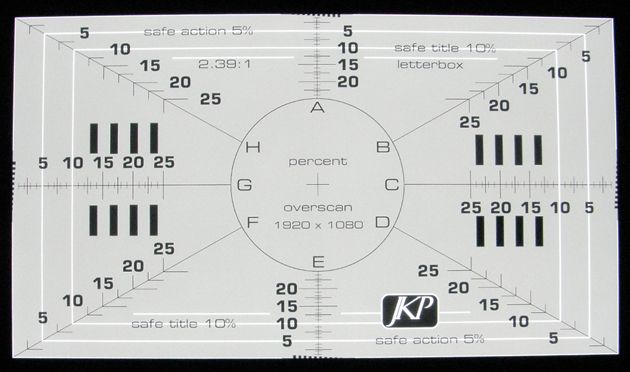 5 safe action 5% 5
10 10 safe title 10% 5
15 2.39:1 15 letterbox 10
20 20 15
25 20
A 25
H B
5 10 15 20 25 percent
G C
overscan 25 20 15 10 5
F 1920 x 1080 D
25 E 25
20 20 20
15 15 15
10 safe title 10% 10 JKP 10
5 5 safe action 5% 5